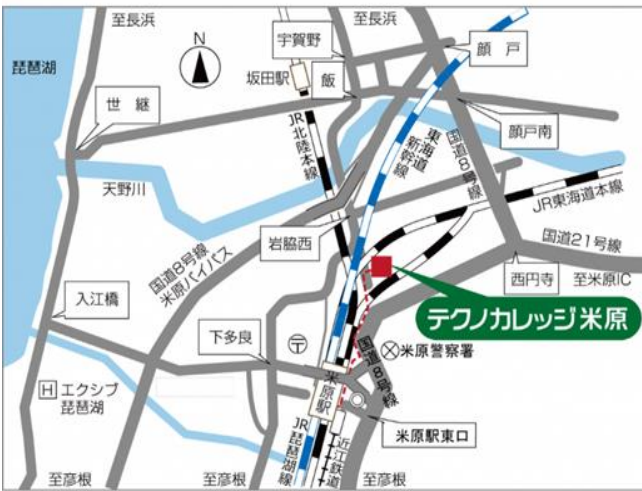 至長浜
至長浜
宇賀野
顔戸
琵琶湖
N
坂田駅
飯
世継
顔戸南
JR北陸本線
東海道新幹線
国道8号線
天野川
JR東海道本線
岩脇西
国道21号線
国道8号線
米原バイパス
西円寺
至米原IC
入江橋
テクノカレッジ米原
下多良
〒
米原警察署
国道8号線
米原駅
H エクシブ
琵琶湖
米原駅東口
JR琵琶湖線
近江鉄道
至彦根
至彦根
至彦根